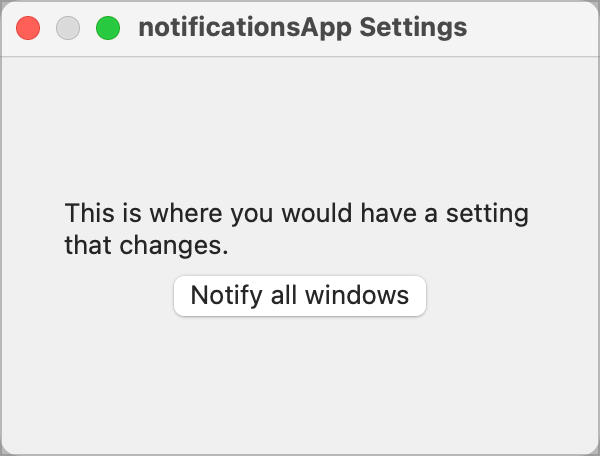 notificationsApp Settings
This is where you would have a setting
that changes.
Notify all windows